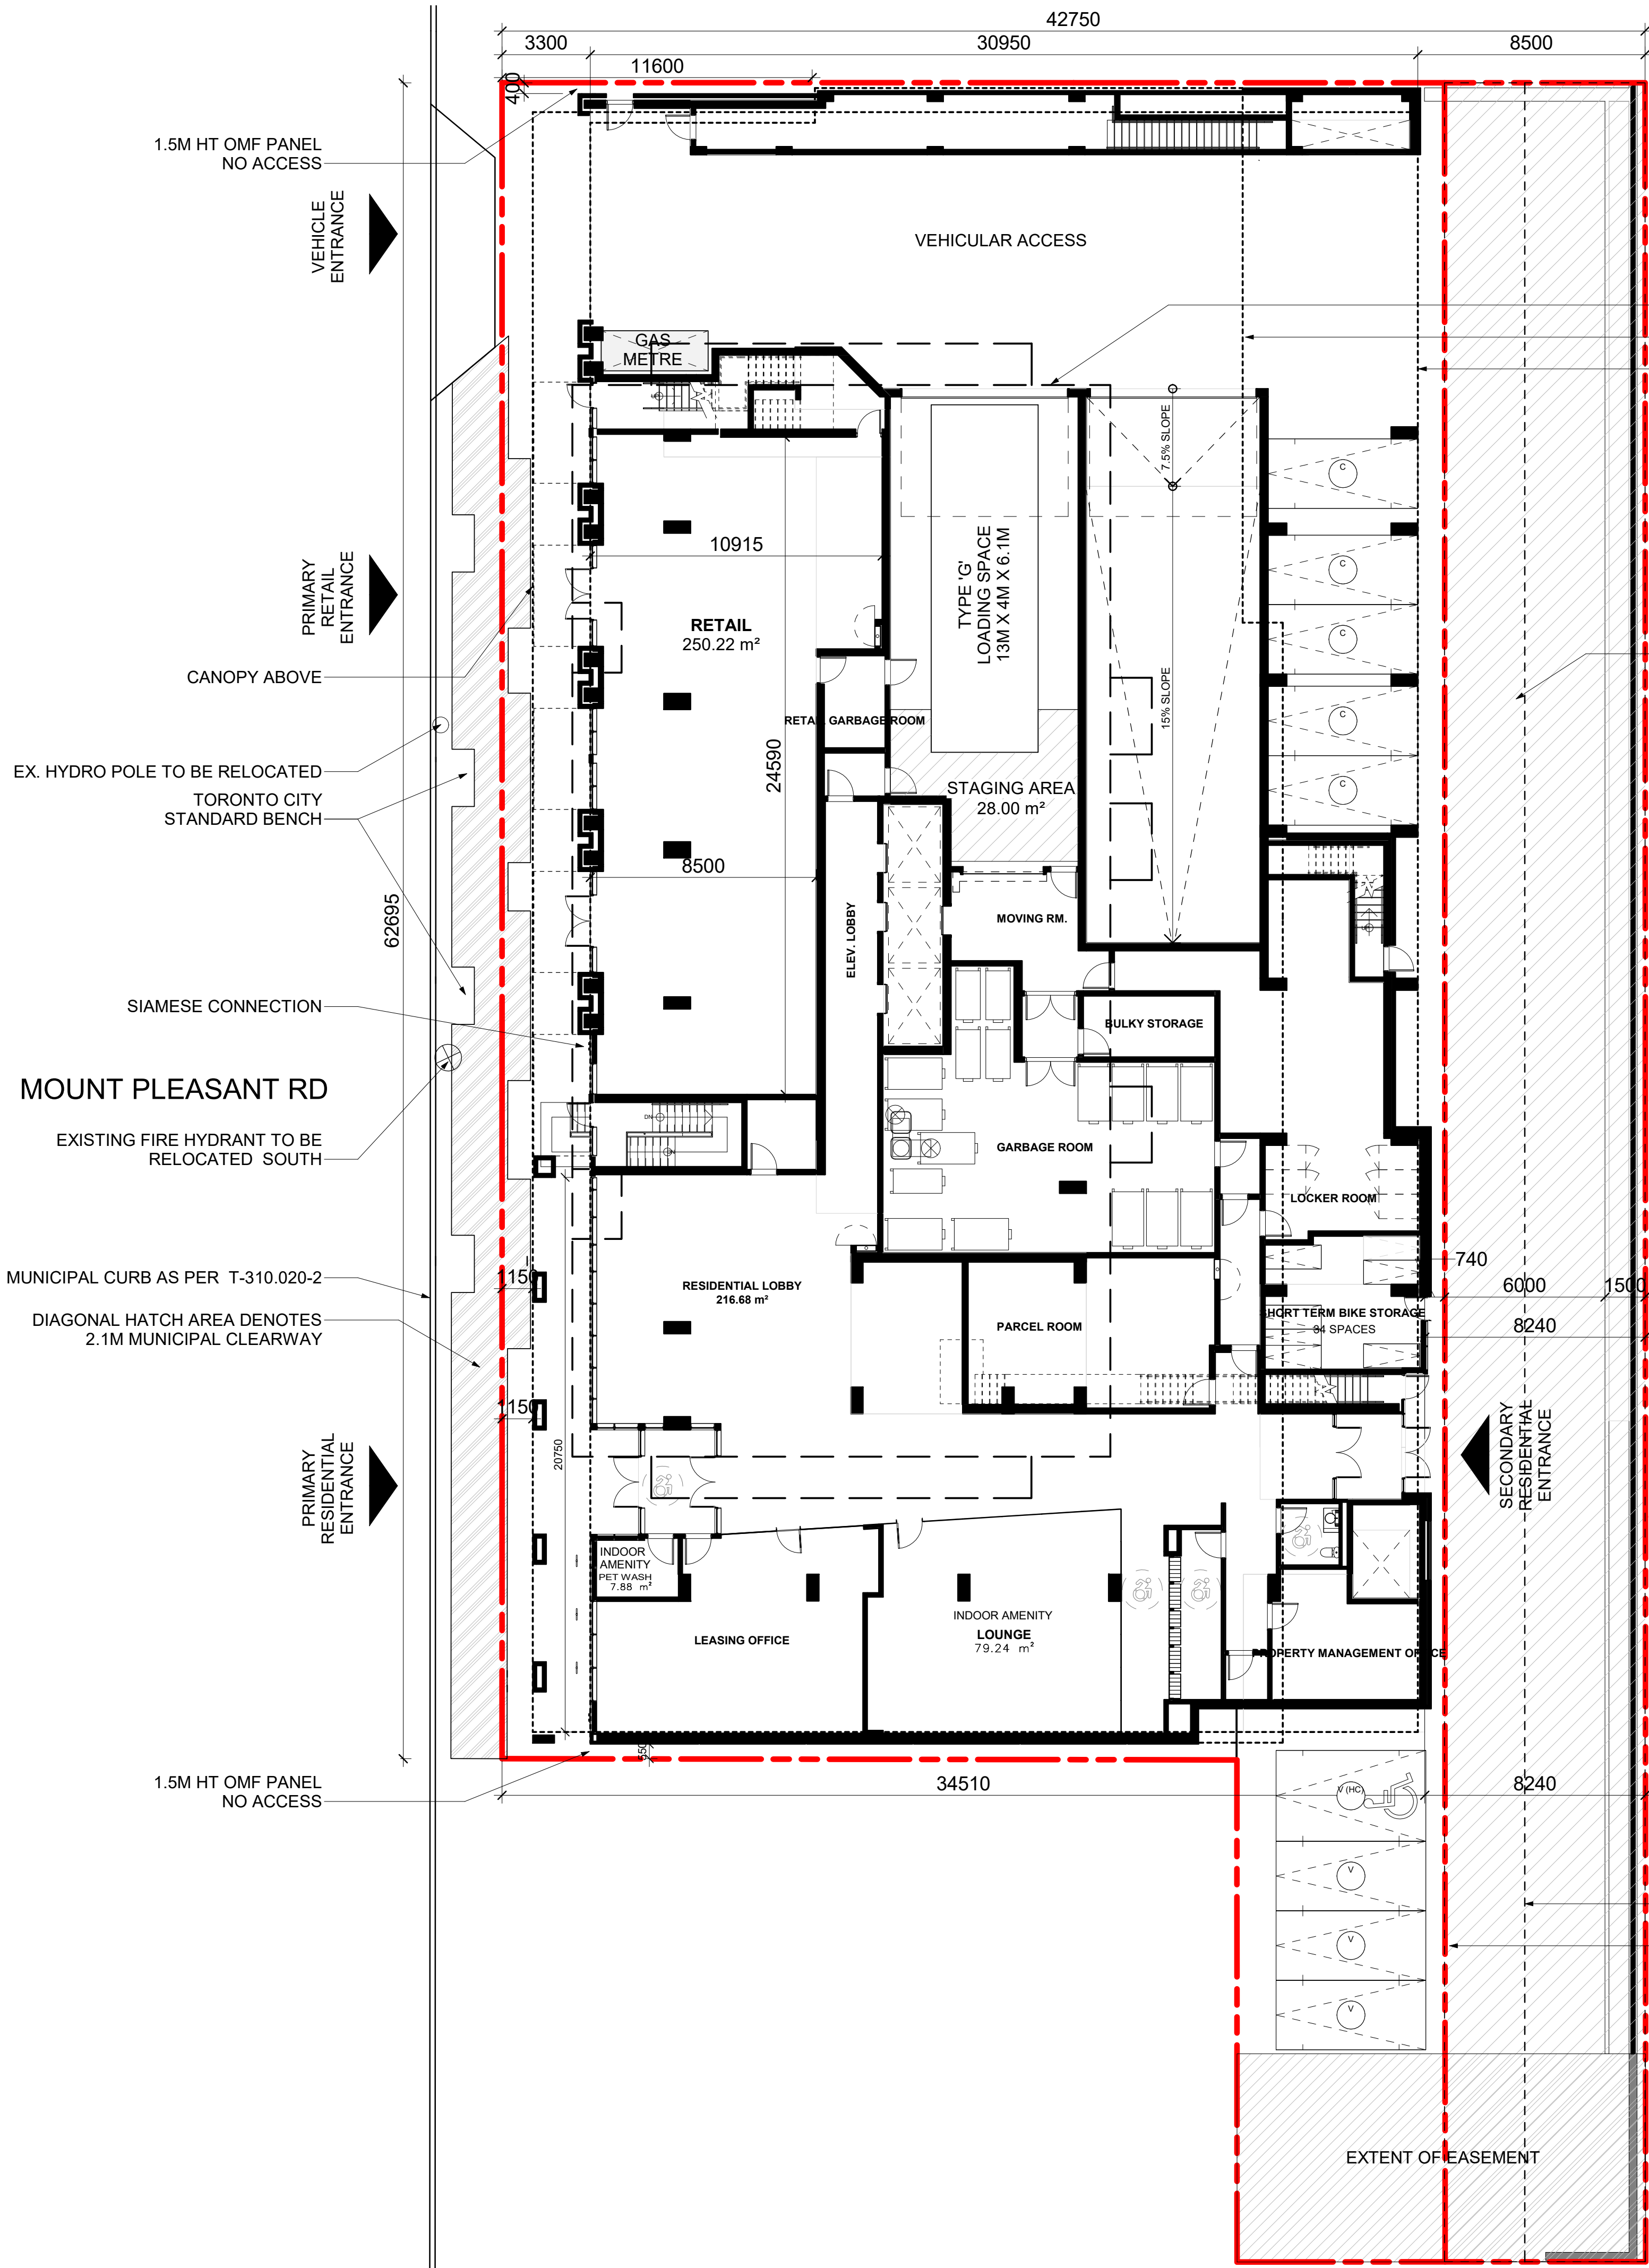 42750
3300
30950
8500
11600
400
1.5M HT OMF PANEL
NO ACCESS
VEHICLE
ENTRANCE
VEHICULAR ACCESS
GAS
METRE
7.5% SLOPE
C
10915
TYPE 'G'
LOADING SPACE
13M X 4M X 6.1M
C
PRIMARY
RETAIL
ENTRANCE
RETAIL
250.22 m²
C
CANOPY ABOVE
15% SLOPE
RETAIL GARBAGE ROOM
C
EX. HYDRO POLE TO BE RELOCATED
TORONTO CITY
STANDARD BENCH
24590
STAGING AREA
28.00 m²
C
8500
62695
ELEV. LOBBY
MOVING RM.
SIAMESE CONNECTION
BULKY STORAGE
MOUNT PLEASANT RD
DN
DN
EXISTING FIRE HYDRANT TO BE
RELOCATED SOUTH
GARBAGE ROOM
LOCKER ROOM
740
MUNICIPAL CURB AS PER T-310.020-2
1150
RESIDENTIAL LOBBY
216.68 m²
6000
1500
DIAGONAL HATCH AREA DENOTES
2.1M MUNICIPAL CLEARWAY
PARCEL ROOM
SHORT TERM BIKE STORAGE
34 SPACES
8240
1150
20750
PRIMARY
RESIDENTIAL
ENTRANCE
SECONDARY
RESIDENTIAL
ENTRANCE
INDOOR
AMENITY
PET WASH
7.88 m²
LEASING OFFICE
INDOOR AMENITY
LOUNGE
79.24 m²
PROPERTY MANAGEMENT OFFICE
550
1.5M HT OMF PANEL
NO ACCESS
34510
8240
V (HC)
V
V
V
EXTENT OF EASEMENT